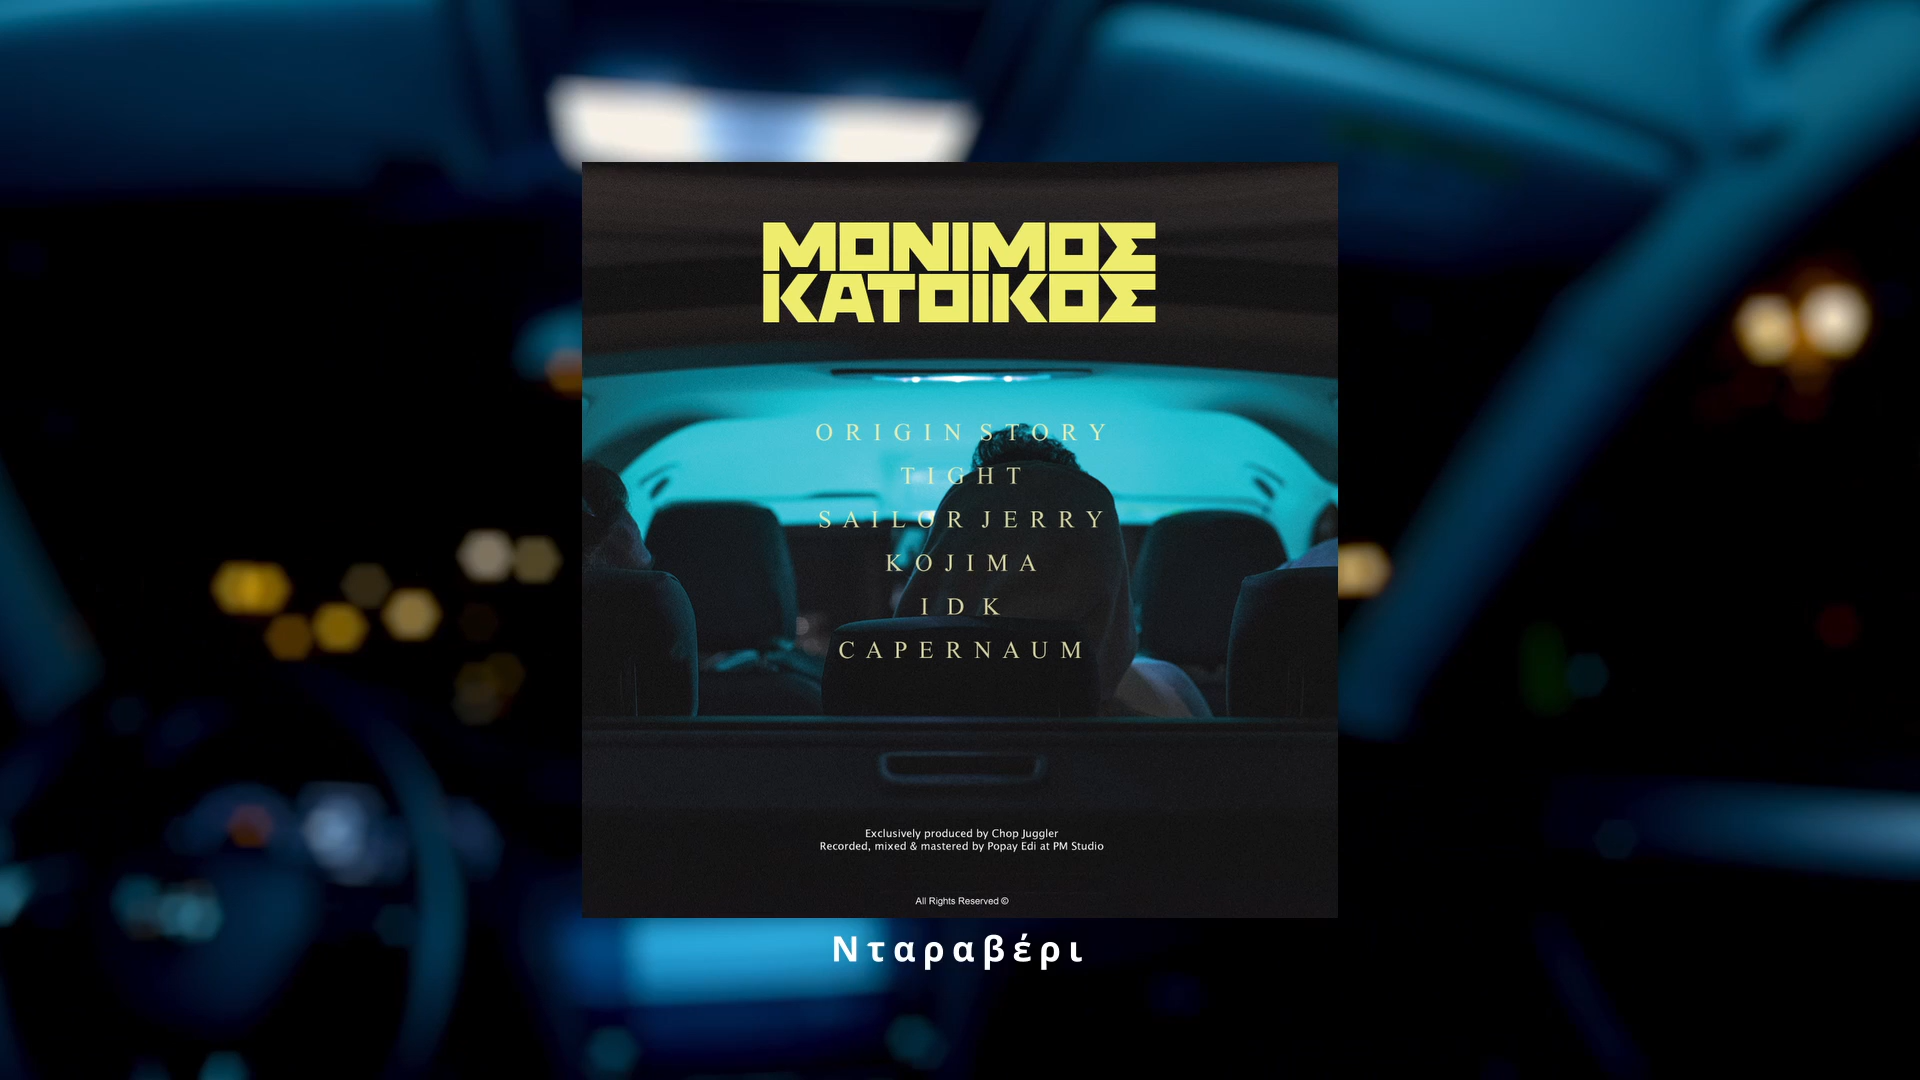 ΜΟΝΙΜΟΣ
ΚΑΤΟΙΚΟΣ
ORIGIN STORY
TIGHT
SAILOR JERRY
KOJIMA
IDK
CAPERNAUM
Exclusively produced by Chop Juggler
Recorded, mixed & mastered by Popay Edi at PM Studio
All Rights Reserved ©
Νταραβέρι